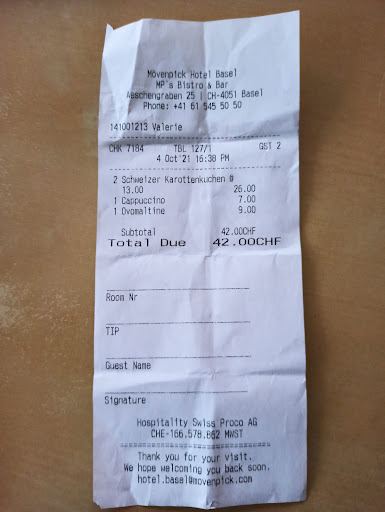 Mövenpick Hotel Basel
MP's Bistro & Bar
Aeschengraben 25 | CH-4051 Basel
Phone: +41 61 545 50 50
141001213 Valerie
CHK 7184 TBL 127/1 GST 2
4 Oct'21 16:38 PM
2 Schweizer Karottenkuchen @
13.00 26.00
1 Cappuccino 7.00
1 Ovomaltine 9.00
Subtotal 42.00CHF
Total Due 42.00CHF
Room Nr
TIP
Guest Name
Signature
Hospitality Swiss Proco AG
CHE-166.578.862 MWST
Thank you for your visit.
We hope welcoming you back soon.
hotel.basel@movenpick.com